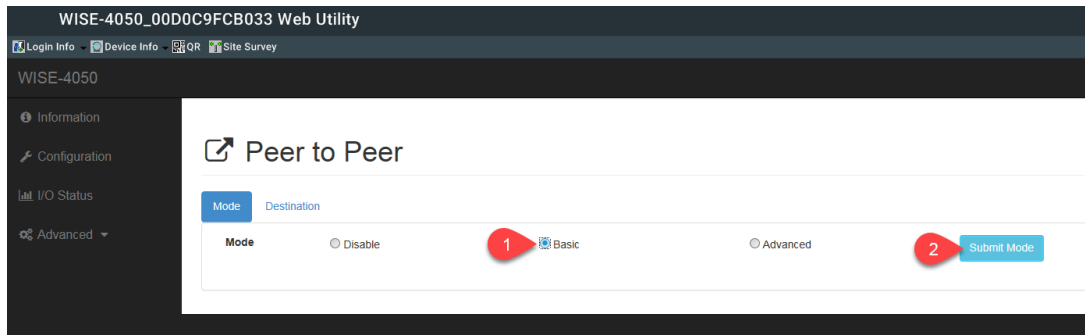 WISE-4050_00D0C9FCB033 Web Utility
Login Info Device Info QR Site Survey
WISE-4050
Information
Configuration
I/O Status
Advanced
Peer to Peer
Mode Destination
Mode Disable 1 Basic Advanced 2 Submit Mode